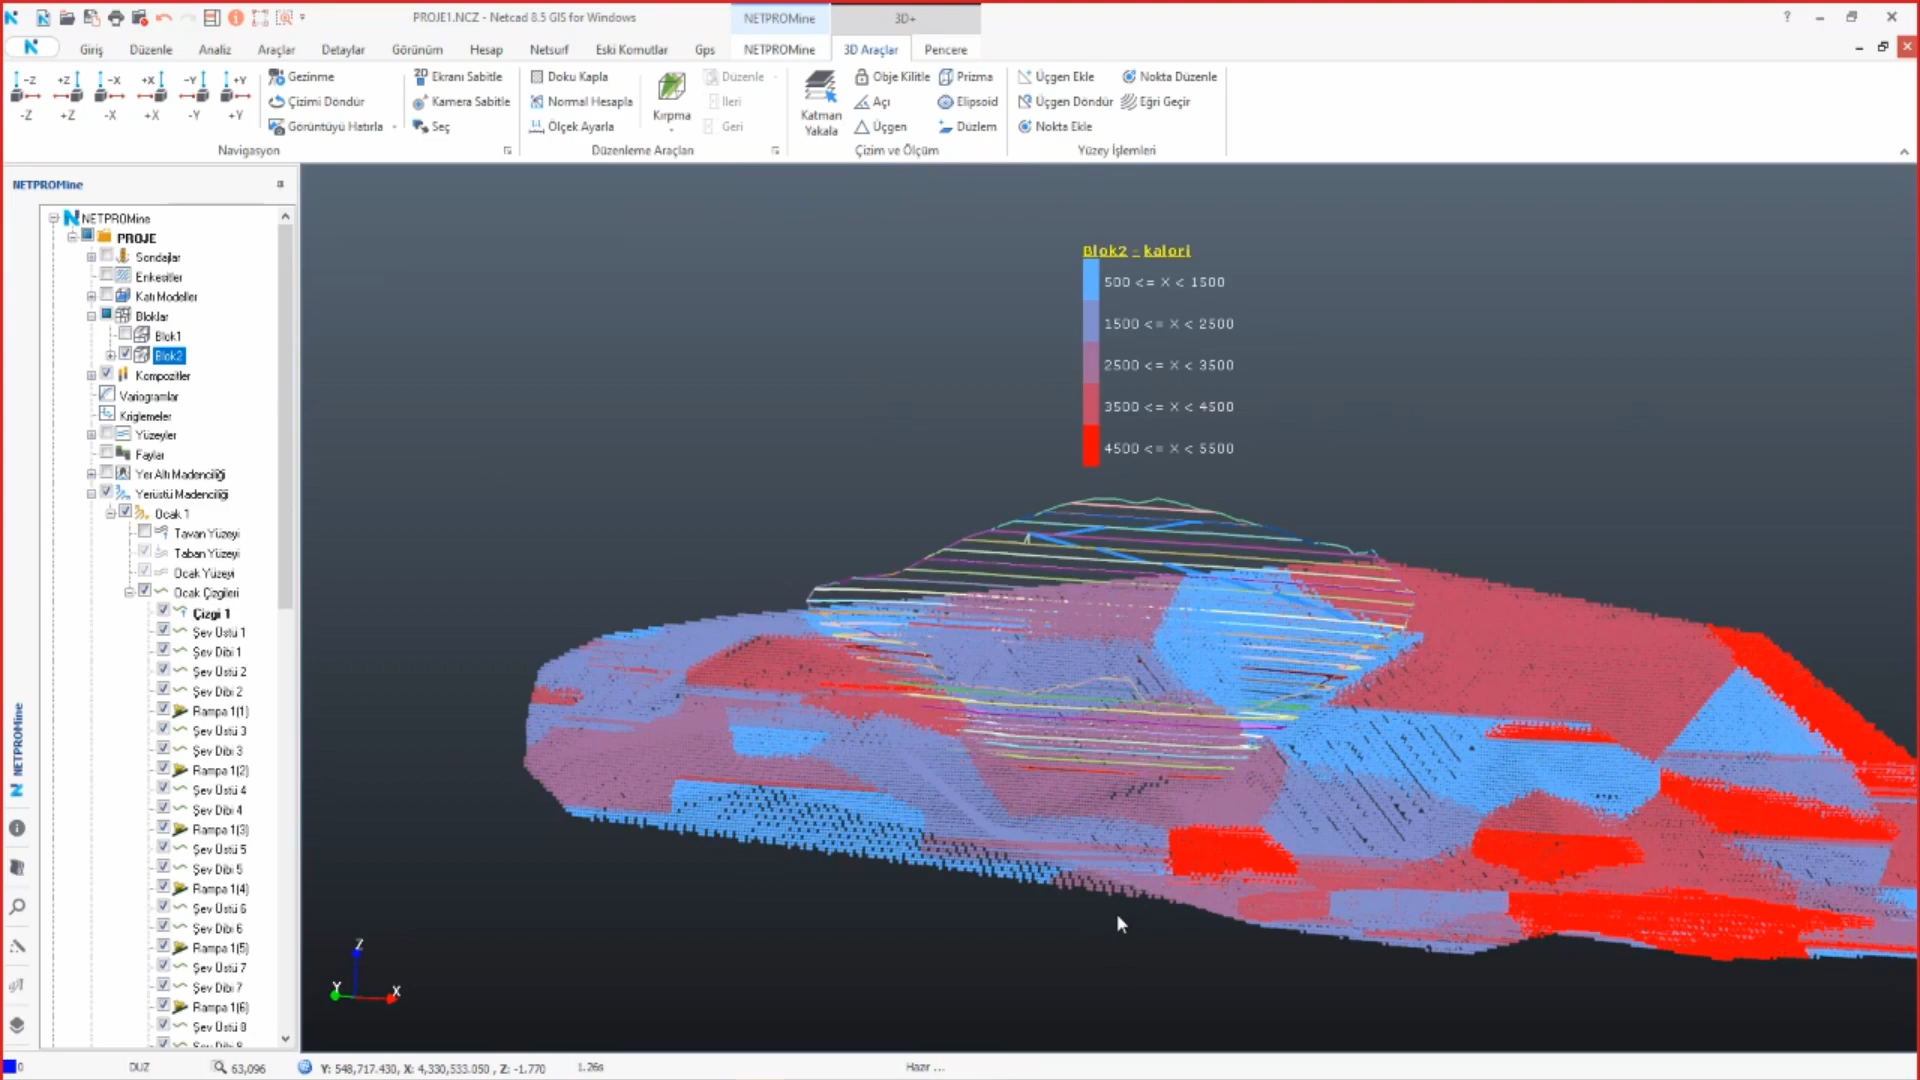 PROJE1.NCZ - Netcad 8.5 GIS for Windows
NETPROMine
3D+
Giriş
Düzenle
Analiz
Araçlar
Detaylar
Görünüm
Hesap
Netsurf
Eski Komutlar
Gps
NETPROMine
3D Araçlar
Pencere
-Z
+Z
-X
+X
-Y
+Y
-Z
+Z
-X
+X
-Y
+Y
Gezinme
Çizimi Döndür
Görüntüyü Hatırla
2D Ekranı Sabitle
Kamera Sabitle
Seç
Navigasyon
Doku Kapla
Normal Hesapla
Ölçek Ayarla
Kırpma
Düzenle
İleri
Geri
Düzenleme Araçları
Katman Yakala
Obje Kilitle
Açı
Üçgen
Prizma
Elipsoid
Düzlem
Çizim ve Ölçüm
Üçgen Ekle
Üçgen Döndür
Nokta Ekle
Nokta Düzenle
Eğri Geçir
Yüzey İşlemleri
NETPROMine
NETPROMine
PROJE
Sondajlar
Enkesitler
Katı Modeller
Bloklar
Blok1
Blok2
Kompozitler
Variogramlar
Kriglemeler
Yüzeyler
Faylar
Yer Altı Madenciliği
Yerüstü Madenciliği
Ocak 1
Tavan Yüzeyi
Taban Yüzeyi
Ocak Yüzeyi
Ocak Çizgileri
Çizgi 1
Şev Üstü 1
Şev Dibi 1
Şev Üstü 2
Şev Dibi 2
Rampa 1(1)
Şev Üstü 3
Şev Dibi 3
Rampa 1(2)
Şev Üstü 4
Şev Dibi 4
Rampa 1(3)
Şev Üstü 5
Şev Dibi 5
Rampa 1(4)
Şev Üstü 6
Şev Dibi 6
Rampa 1(5)
Şev Üstü 7
Şev Dibi 7
Rampa 1(6)
Şev Üstü 8
Şev Dibi 8
NETPROMine
Blok2 - kalori
500 <= X < 1500
1500 <= X < 2500
2500 <= X < 3500
3500 <= X < 4500
4500 <= X < 5500
Z
Y
X
0
DUZ
63,096
Y: 548,717.430, X: 4,330,533.050 , Z: -1.770
1.26s
Hazır ...